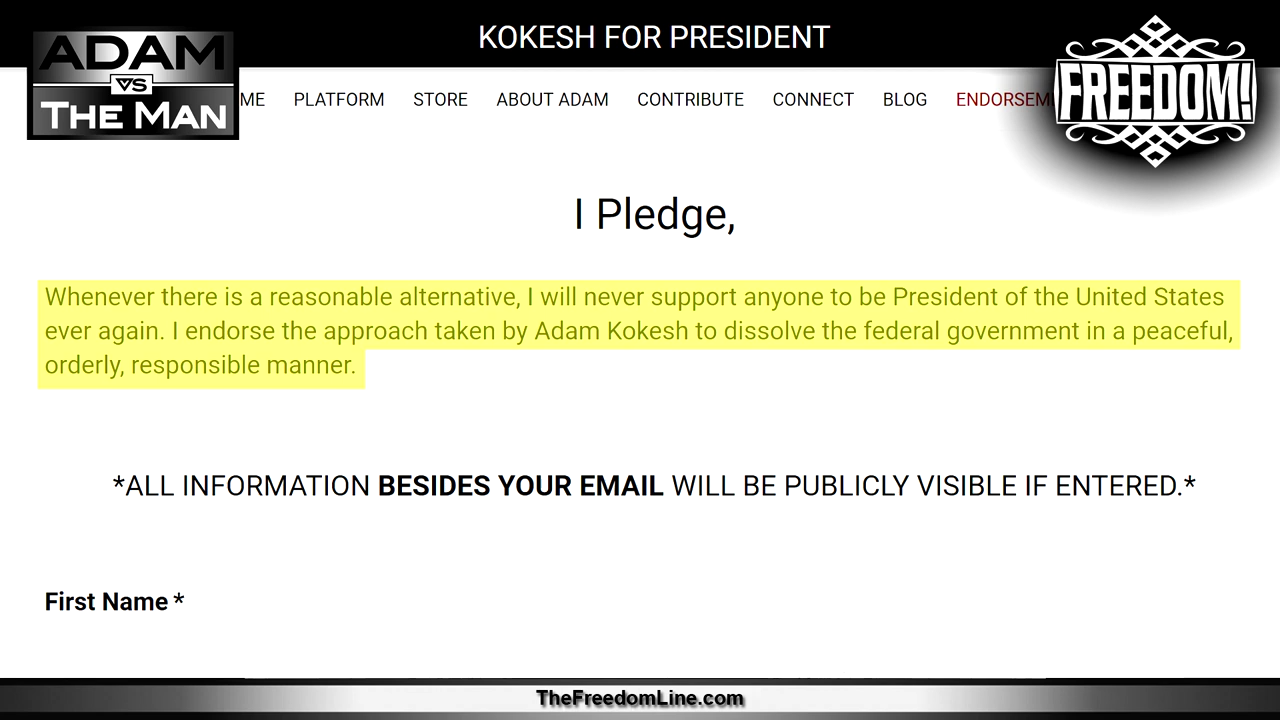 KOKESH FOR PRESIDENT
ADAM
VS
THE MAN
FREEDOM!
ME PLATFORM STORE ABOUT ADAM CONTRIBUTE CONNECT BLOG ENDORSEM
I Pledge,
Whenever there is a reasonable alternative, I will never support anyone to be President of the United States
ever again. I endorse the approach taken by Adam Kokesh to dissolve the federal government in a peaceful,
orderly, responsible manner.
*ALL INFORMATION BESIDES YOUR EMAIL WILL BE PUBLICLY VISIBLE IF ENTERED.*
First Name *
TheFreedomLine.com